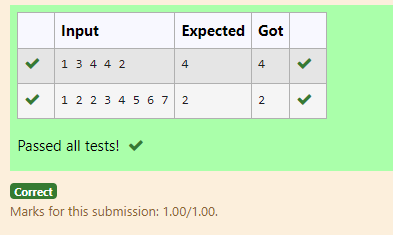 Input Expected Got
1 3 4 4 2 4 4
1 2 2 3 4 5 6 7 2 2
Passed all tests!
Correct
Marks for this submission: 1.00/1.00.